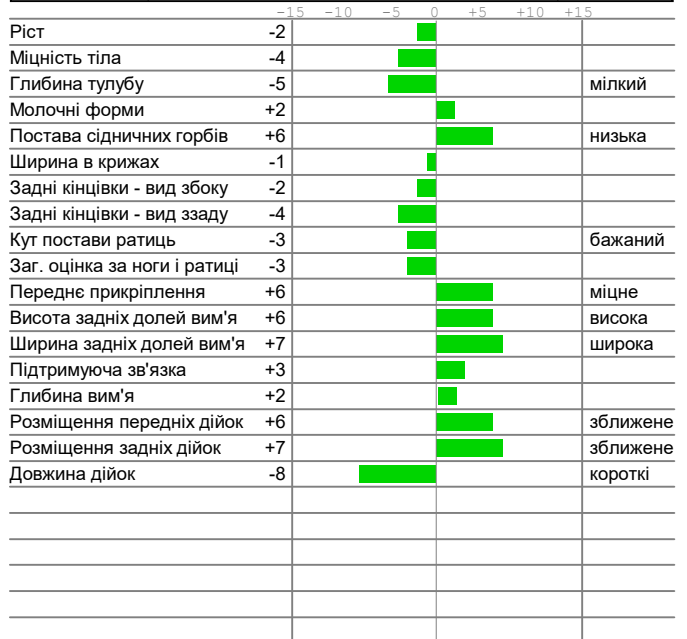 -15 -10 -5 0 +5 +10 +15
Ріст -2
Міцність тіла -4
Глибина тулубу -5 мілкий
Молочні форми +2
Постава сідничних горбів +6 низька
Ширина в крижах -1
Задні кінцівки - вид збоку -2
Задні кінцівки - вид ззаду -4
Кут постави ратиць -3 бажаний
Заг. оцінка за ноги і ратиці -3
Переднє прикріплення +6 міцне
Висота задніх долей вим'я +6 висока
Ширина задніх долей вим'я +7 широка
Підтримуюча зв'язка +3
Глибина вим'я +2
Розміщення передніх дійок +6 зближене
Розміщення задніх дійок +7 зближене
Довжина дійок -8 короткі